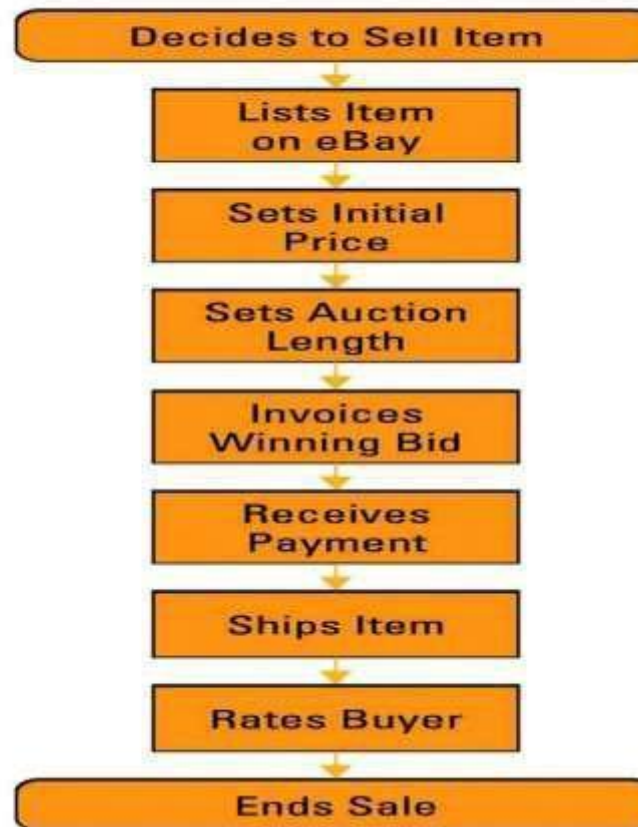 Decides to Sell Item
Lists Item
on eBay
Sets Initial
Price
Sets Auction
Length
Invoices
Winning Bid
Receives
Payment
Ships Item
Rates Buyer
Ends Sale